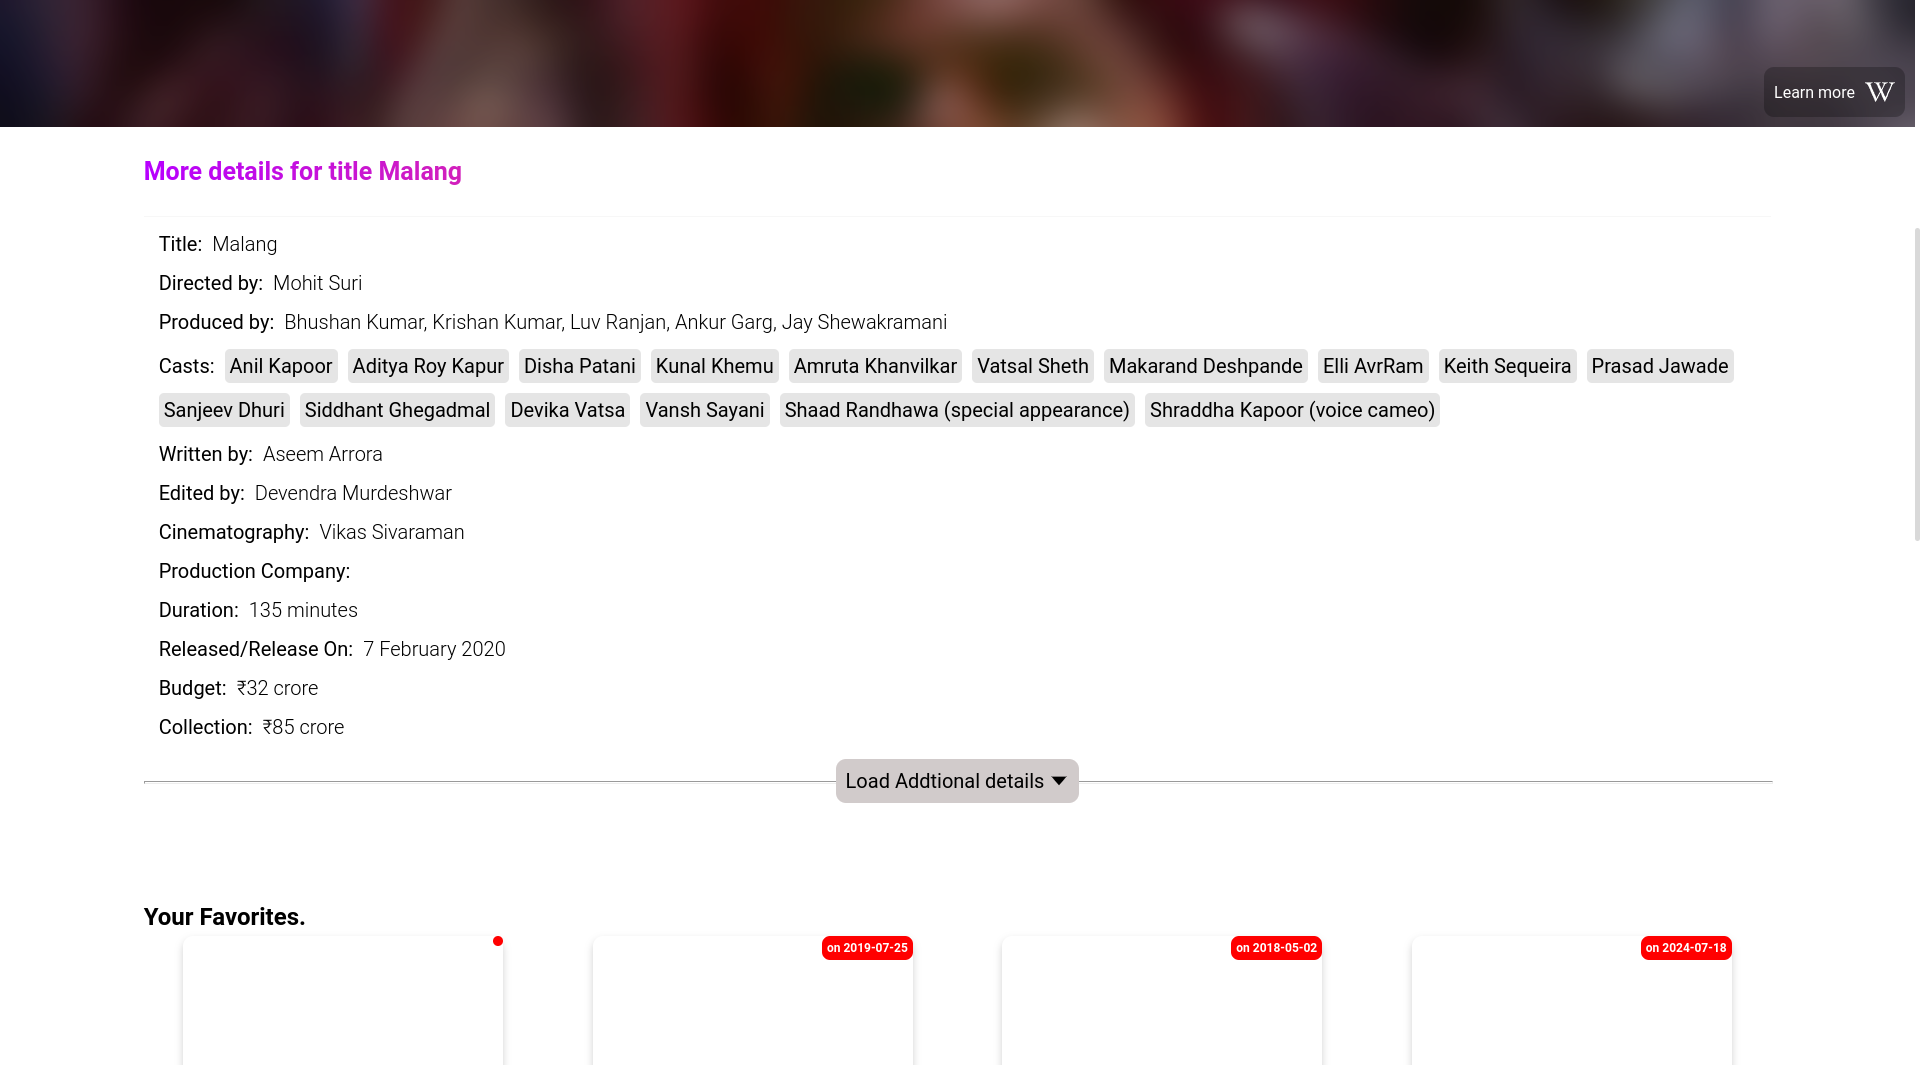 Learn more W
More details for title Malang
Title: Malang
Directed by: Mohit Suri
Produced by: Bhushan Kumar, Krishan Kumar, Luv Ranjan, Ankur Garg, Jay Shewakramani
Casts: Anil Kapoor Aditya Roy Kapur Disha Patani Kunal Khemu Amruta Khanvilkar Vatsal Sheth Makarand Deshpande Elli AvrRam Keith Sequeira Prasad Jawade
Sanjeev Dhuri Siddhant Ghegadmal Devika Vatsa Vansh Sayani Shaad Randhawa (special appearance) Shraddha Kapoor (voice cameo)
Written by: Aseem Arrora
Edited by: Devendra Murdeshwar
Cinematography: Vikas Sivaraman
Production Company:
Duration: 135 minutes
Released/Release On: 7 February 2020
Budget: ₹32 crore
Collection: ₹85 crore
Load Addtional details
Your Favorites.
on 2019-07-25 on 2018-05-02 on 2024-07-18